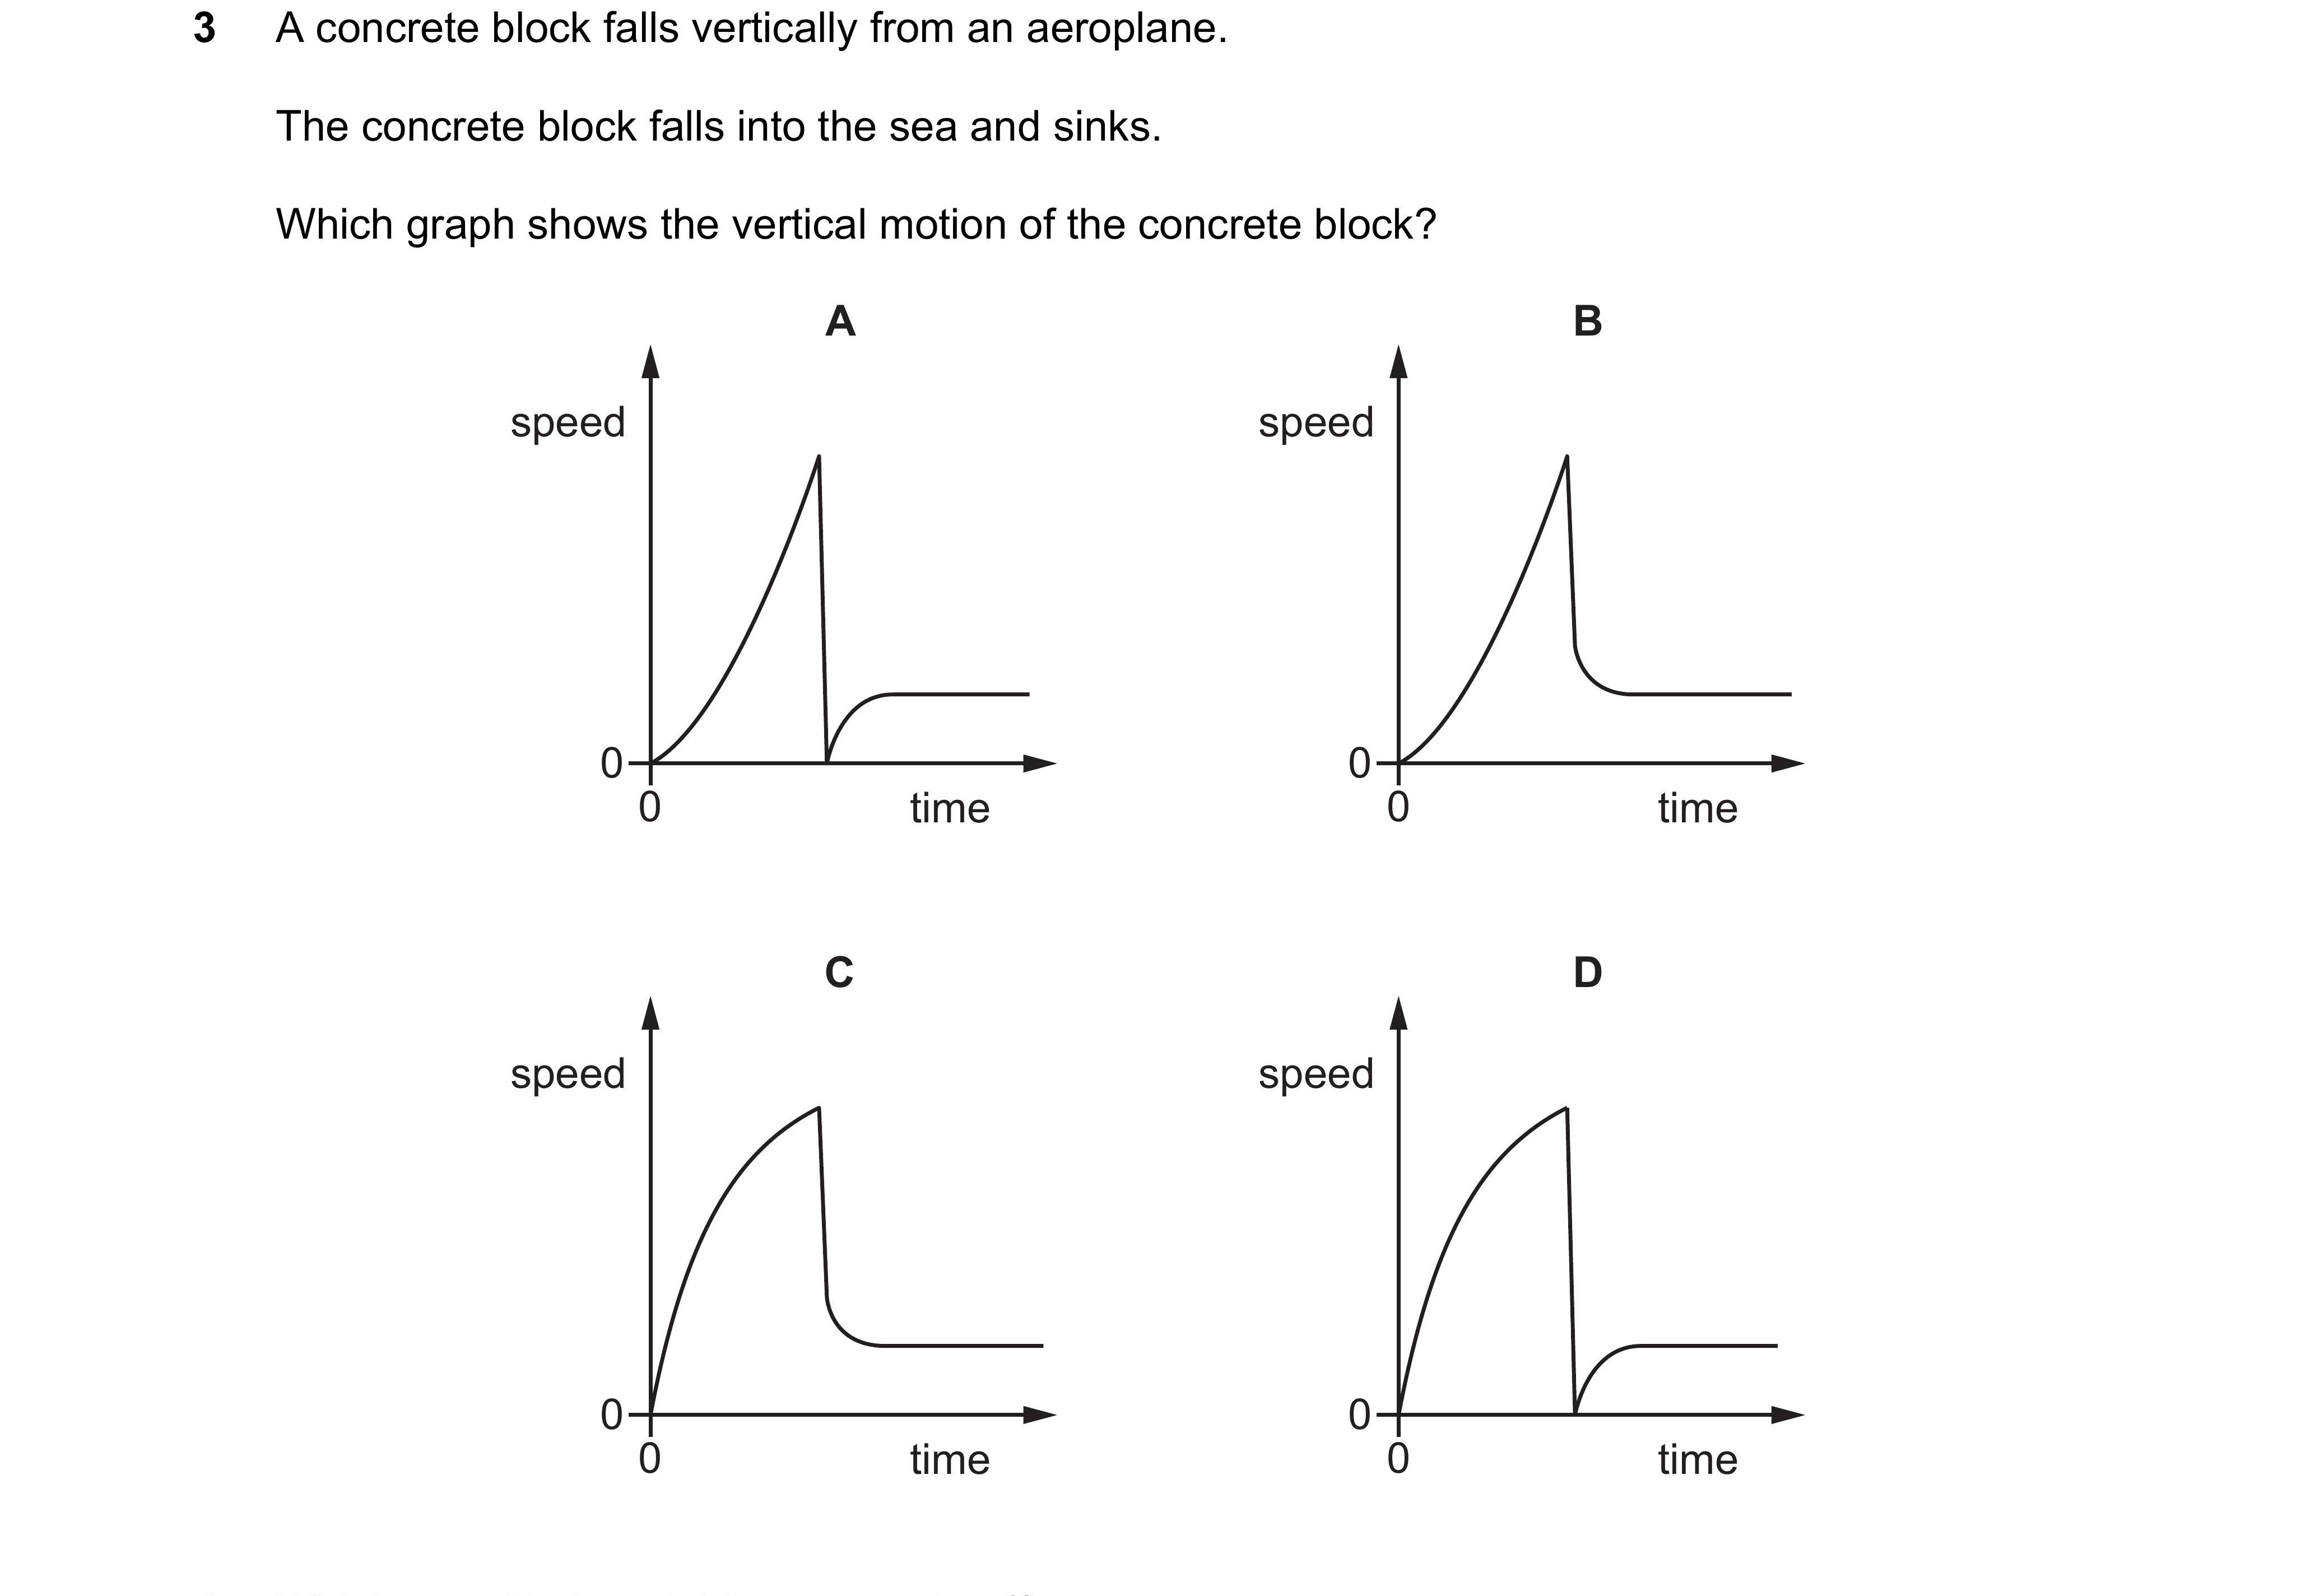 3 A concrete block falls vertically from an aeroplane.
The concrete block falls into the sea and sinks.
Which graph shows the vertical motion of the concrete block?
A
B
speed
speed
0
0
0
time
0
time
C
D
speed
speed
0
0
0
time
0
time